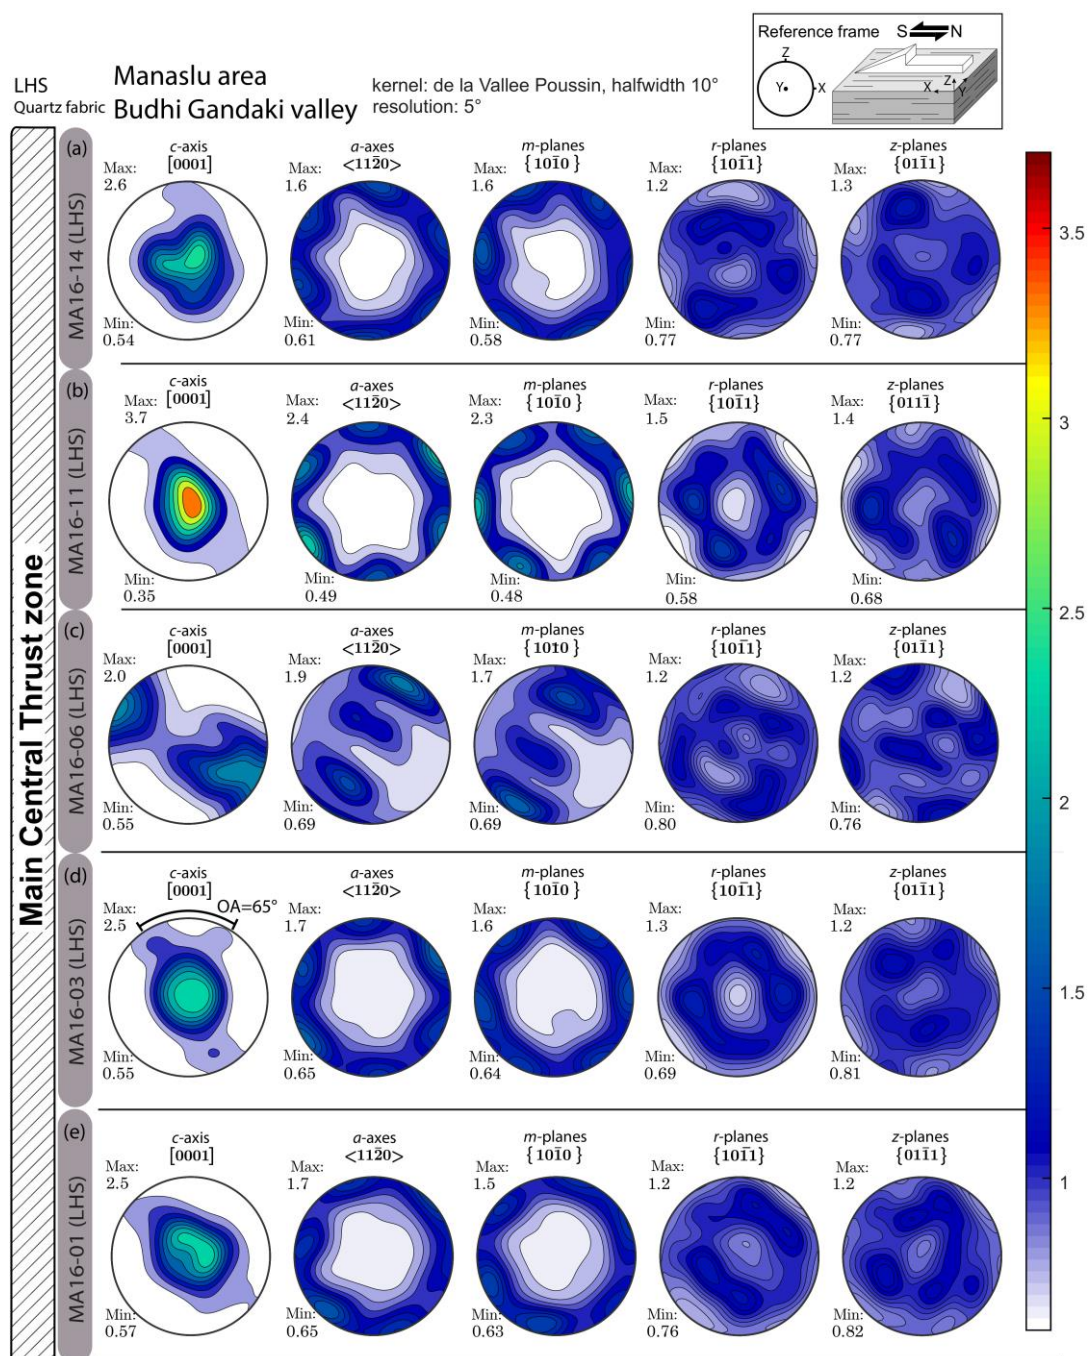 Reference frame S N
Z
Y X
Z
X Y
LHS
Quartz fabric
Manaslu area
Budhi Gandaki valley
kernel: de la Vallee Poussin, halfwidth 10°
resolution: 5°
Main Central Thrust zone
(a)
MA16-14 (LHS)
c-axis
[0001]
Max:
2.6
Min:
0.54
a-axes
<112̅0>
Max:
1.6
Min:
0.61
m-planes
{101̅0}
Max:
1.6
Min:
0.58
r-planes
{101̅1}
Max:
1.2
Min:
0.77
z-planes
{011̅1}
Max:
1.3
Min:
0.77
(b)
MA16-11 (LHS)
c-axis
[0001]
Max:
3.7
Min:
0.35
a-axes
<112̅0>
Max:
2.4
Min:
0.49
m-planes
{101̅0}
Max:
2.3
Min:
0.48
r-planes
{101̅1}
Max:
1.5
Min:
0.58
z-planes
{0111̅}
Max:
1.4
Min:
0.68
(c)
MA16-06 (LHS)
c-axis
[0001]
Max:
2.0
Min:
0.55
a-axes
<112̅0>
Max:
1.9
Min:
0.69
m-planes
{101̅0}
Max:
1.7
Min:
0.69
r-planes
{101̅1}
Max:
1.2
Min:
0.80
z-planes
{011̅1}
Max:
1.2
Min:
0.76
(d)
MA16-03 (LHS)
c-axis
[0001]
OA=65°
Max:
2.5
Min:
0.55
a-axes
<112̅0>
Max:
1.7
Min:
0.65
m-planes
{101̅0}
Max:
1.6
Min:
0.64
r-planes
{101̅1}
Max:
1.3
Min:
0.69
z-planes
{011̅1}
Max:
1.2
Min:
0.81
(e)
MA16-01 (LHS)
c-axis
[0001]
Max:
2.5
Min:
0.57
a-axes
<112̅0>
Max:
1.7
Min:
0.65
m-planes
{101̅0}
Max:
1.5
Min:
0.63
r-planes
{101̅1}
Max:
1.2
Min:
0.76
z-planes
{011̅1}
Max:
1.2
Min:
0.82
3.5
3
2.5
2
1.5
1